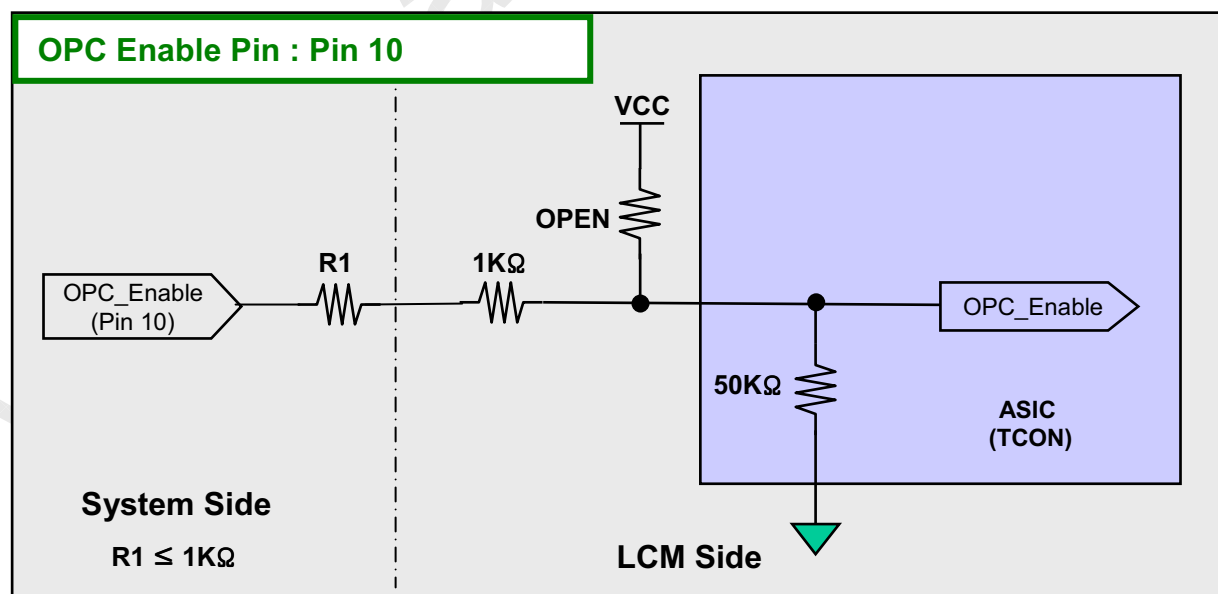 OPC Enable Pin : Pin 10
VCC
OPEN
R1
1KΩ
OPC_Enable
(Pin 10)
OPC_Enable
50KΩ
ASIC
(TCON)
System Side
R1 ≤ 1KΩ
LCM Side